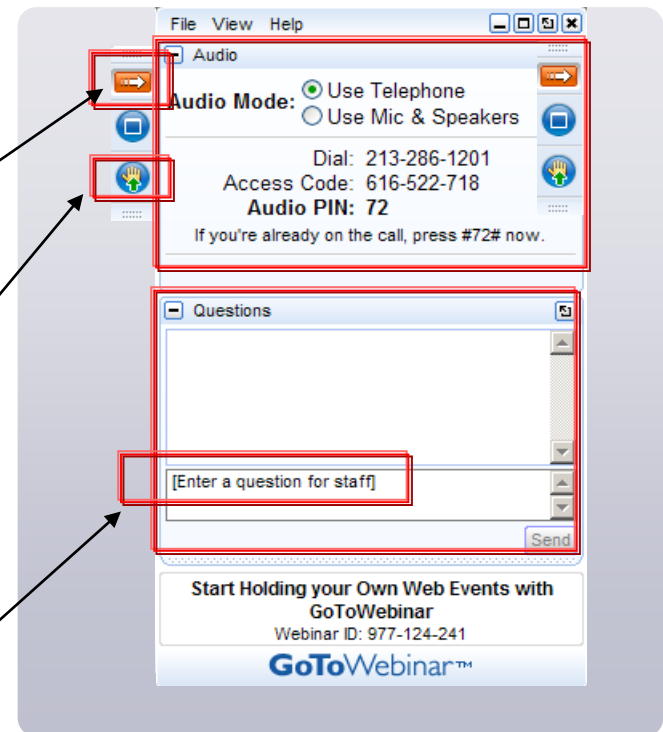 File View Help
Audio
Audio Mode: Use Telephone
Use Mic & Speakers
Dial: 213-286-1201
Access Code: 616-522-718
Audio PIN: 72
If you're already on the call, press #72# now.
Questions
[Enter a question for staff]
Send
Start Holding your Own Web Events with
GoToWebinar
Webinar ID: 977-124-241
GoToWebinar™